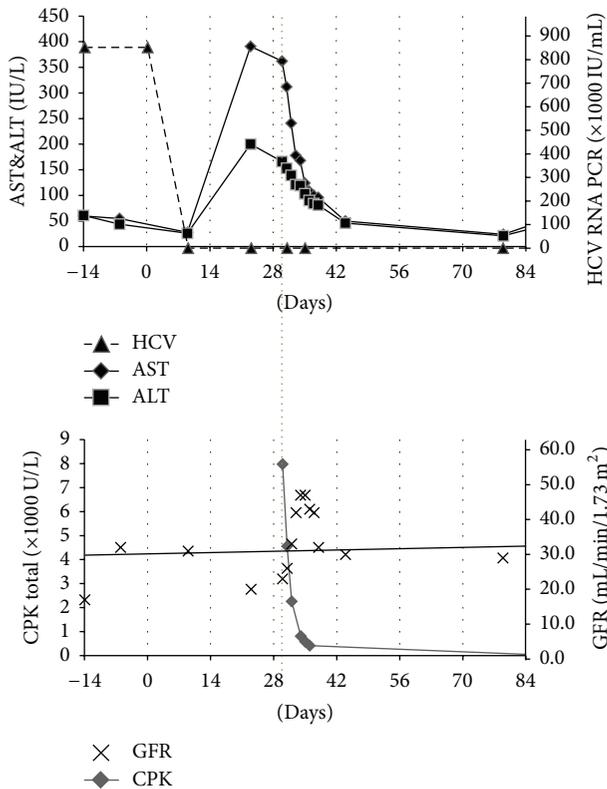 AST&ALT (IU/L)
450
400
350
300
250
200
150
100
50
0
900
800
700
600
500
400
300
200
100
0
HCV RNA PCR (×1000 IU/mL)
−14 0 14 28 42 56 70 84
(Days)
HCV
AST
ALT
CPK total (×1000 U/L)
9
8
7
6
5
4
3
2
1
0
60.0
50.0
40.0
30.0
20.0
10.0
0.0
GFR (mL/min/1.73 m²)
−14 0 14 28 42 56 70 84
(Days)
GFR
CPK